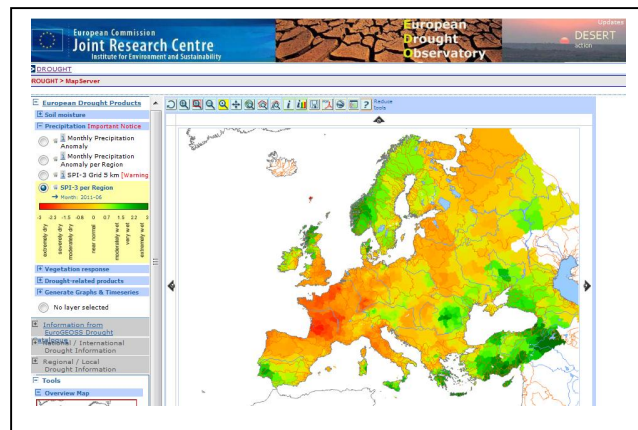 European Commission
Joint Research Centre
Institute for Environment and Sustainability
European
Drought
Observatory
Updates
DESERT
action
DROUGHT
ROUGHT > MapServer
European Drought Products
Soil moisture
Precipitation Important Notice
Monthly Precipitation
Anomaly
Monthly Precipitation
Anomaly per Region
SPI-3 Grid 5 km [Warning
SPI-3 per Region
Month: 2011-06
-3 -2.1 -1.5 -0.8 0.7 1.5 2.2 3
extremely dry
severely dry
moderately dry
near normal
moderately wet
very wet
extremely wet
Vegetation response
Drought-related products
Generate Graphs & Timeseries
No layer selected
Information from
EuroGEOSS Drought
National / International
Drought Information
Regional / Local
Drought Information
Tools
Overview Map
Reduce
Tools